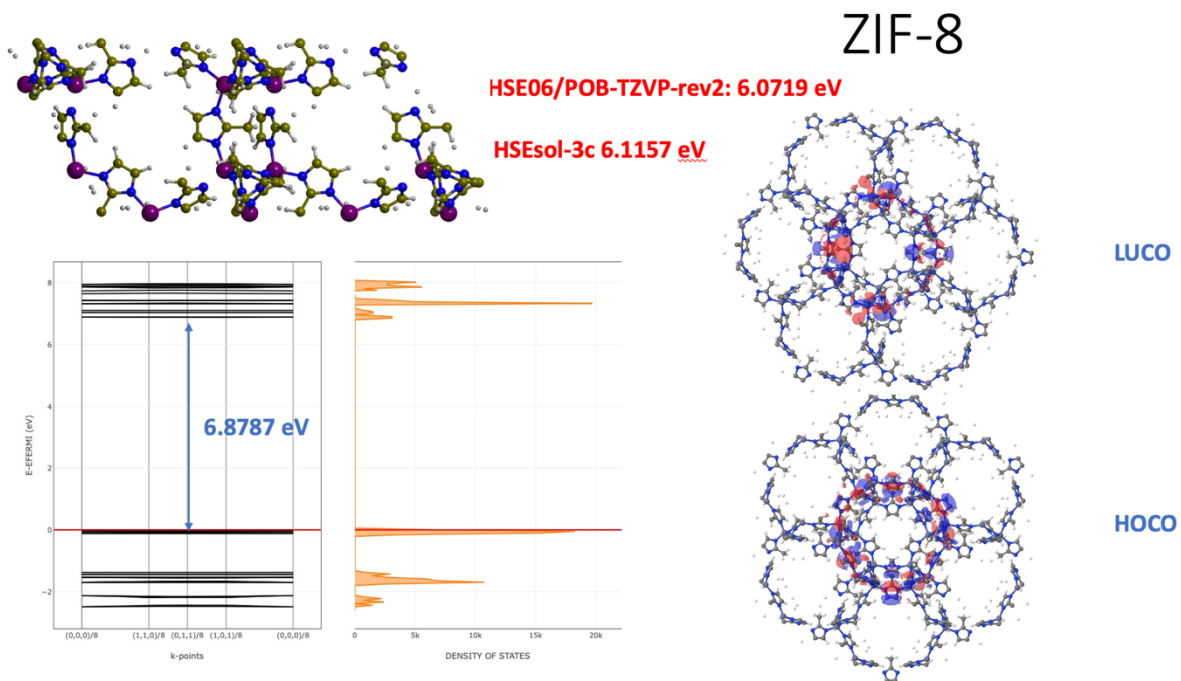 ZIF-8
HSE06/POB-TZVP-rev2: 6.0719 eV
HSEsol-3c 6.1157 eV
LUCO
HOCO
E-EFERMI (eV)
8
6
4
2
0
−2
6.8787 eV
(0,0,0)/8 (1,1,0)/8 (0,1,1)/8 (1,0,1)/8 (0,0,0)/8
k-points
0 5k 10k 15k 20k
DENSITY OF STATES